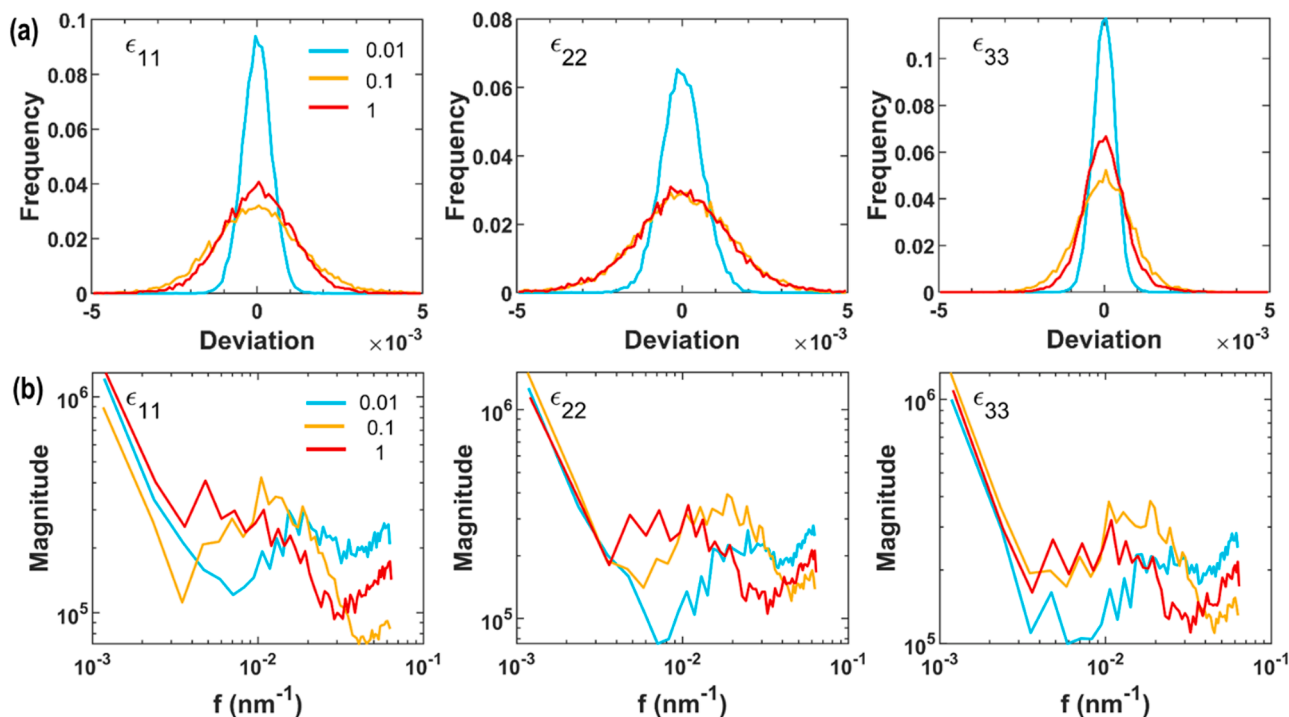 (a)
ϵ11
0.01
0.1
1
Frequency
0.1
0.08
0.06
0.04
0.02
0
-5
0
5
Deviation
×10-3
ϵ22
Frequency
0.08
0.06
0.04
0.02
0
-5
0
5
Deviation
×10-3
ϵ33
Frequency
0.1
0.08
0.06
0.04
0.02
0
-5
0
5
Deviation
×10-3
(b)
ϵ11
0.01
0.1
1
Magnitude
106
105
10-3
10-2
10-1
f (nm-1)
ϵ22
Magnitude
106
105
10-3
10-2
10-1
f (nm-1)
ϵ33
Magnitude
106
105
10-3
10-2
10-1
f (nm-1)